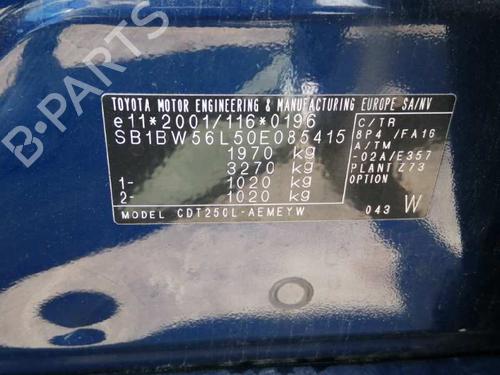 B-PARTS
TOYOTA MOTOR ENGINEERING & MANUFACTURING EUROPE SA/NV
e11*2001/116*0196
SB1BW56L50E085415
1970 kg
3270 kg
1- 1020 kg
2- 1020 kg
MODEL CDT250L-AEMEYW
C/TR
8P4 /FA16
A/TM
-02A/E357
PLANT Z73
OPTION
043 W